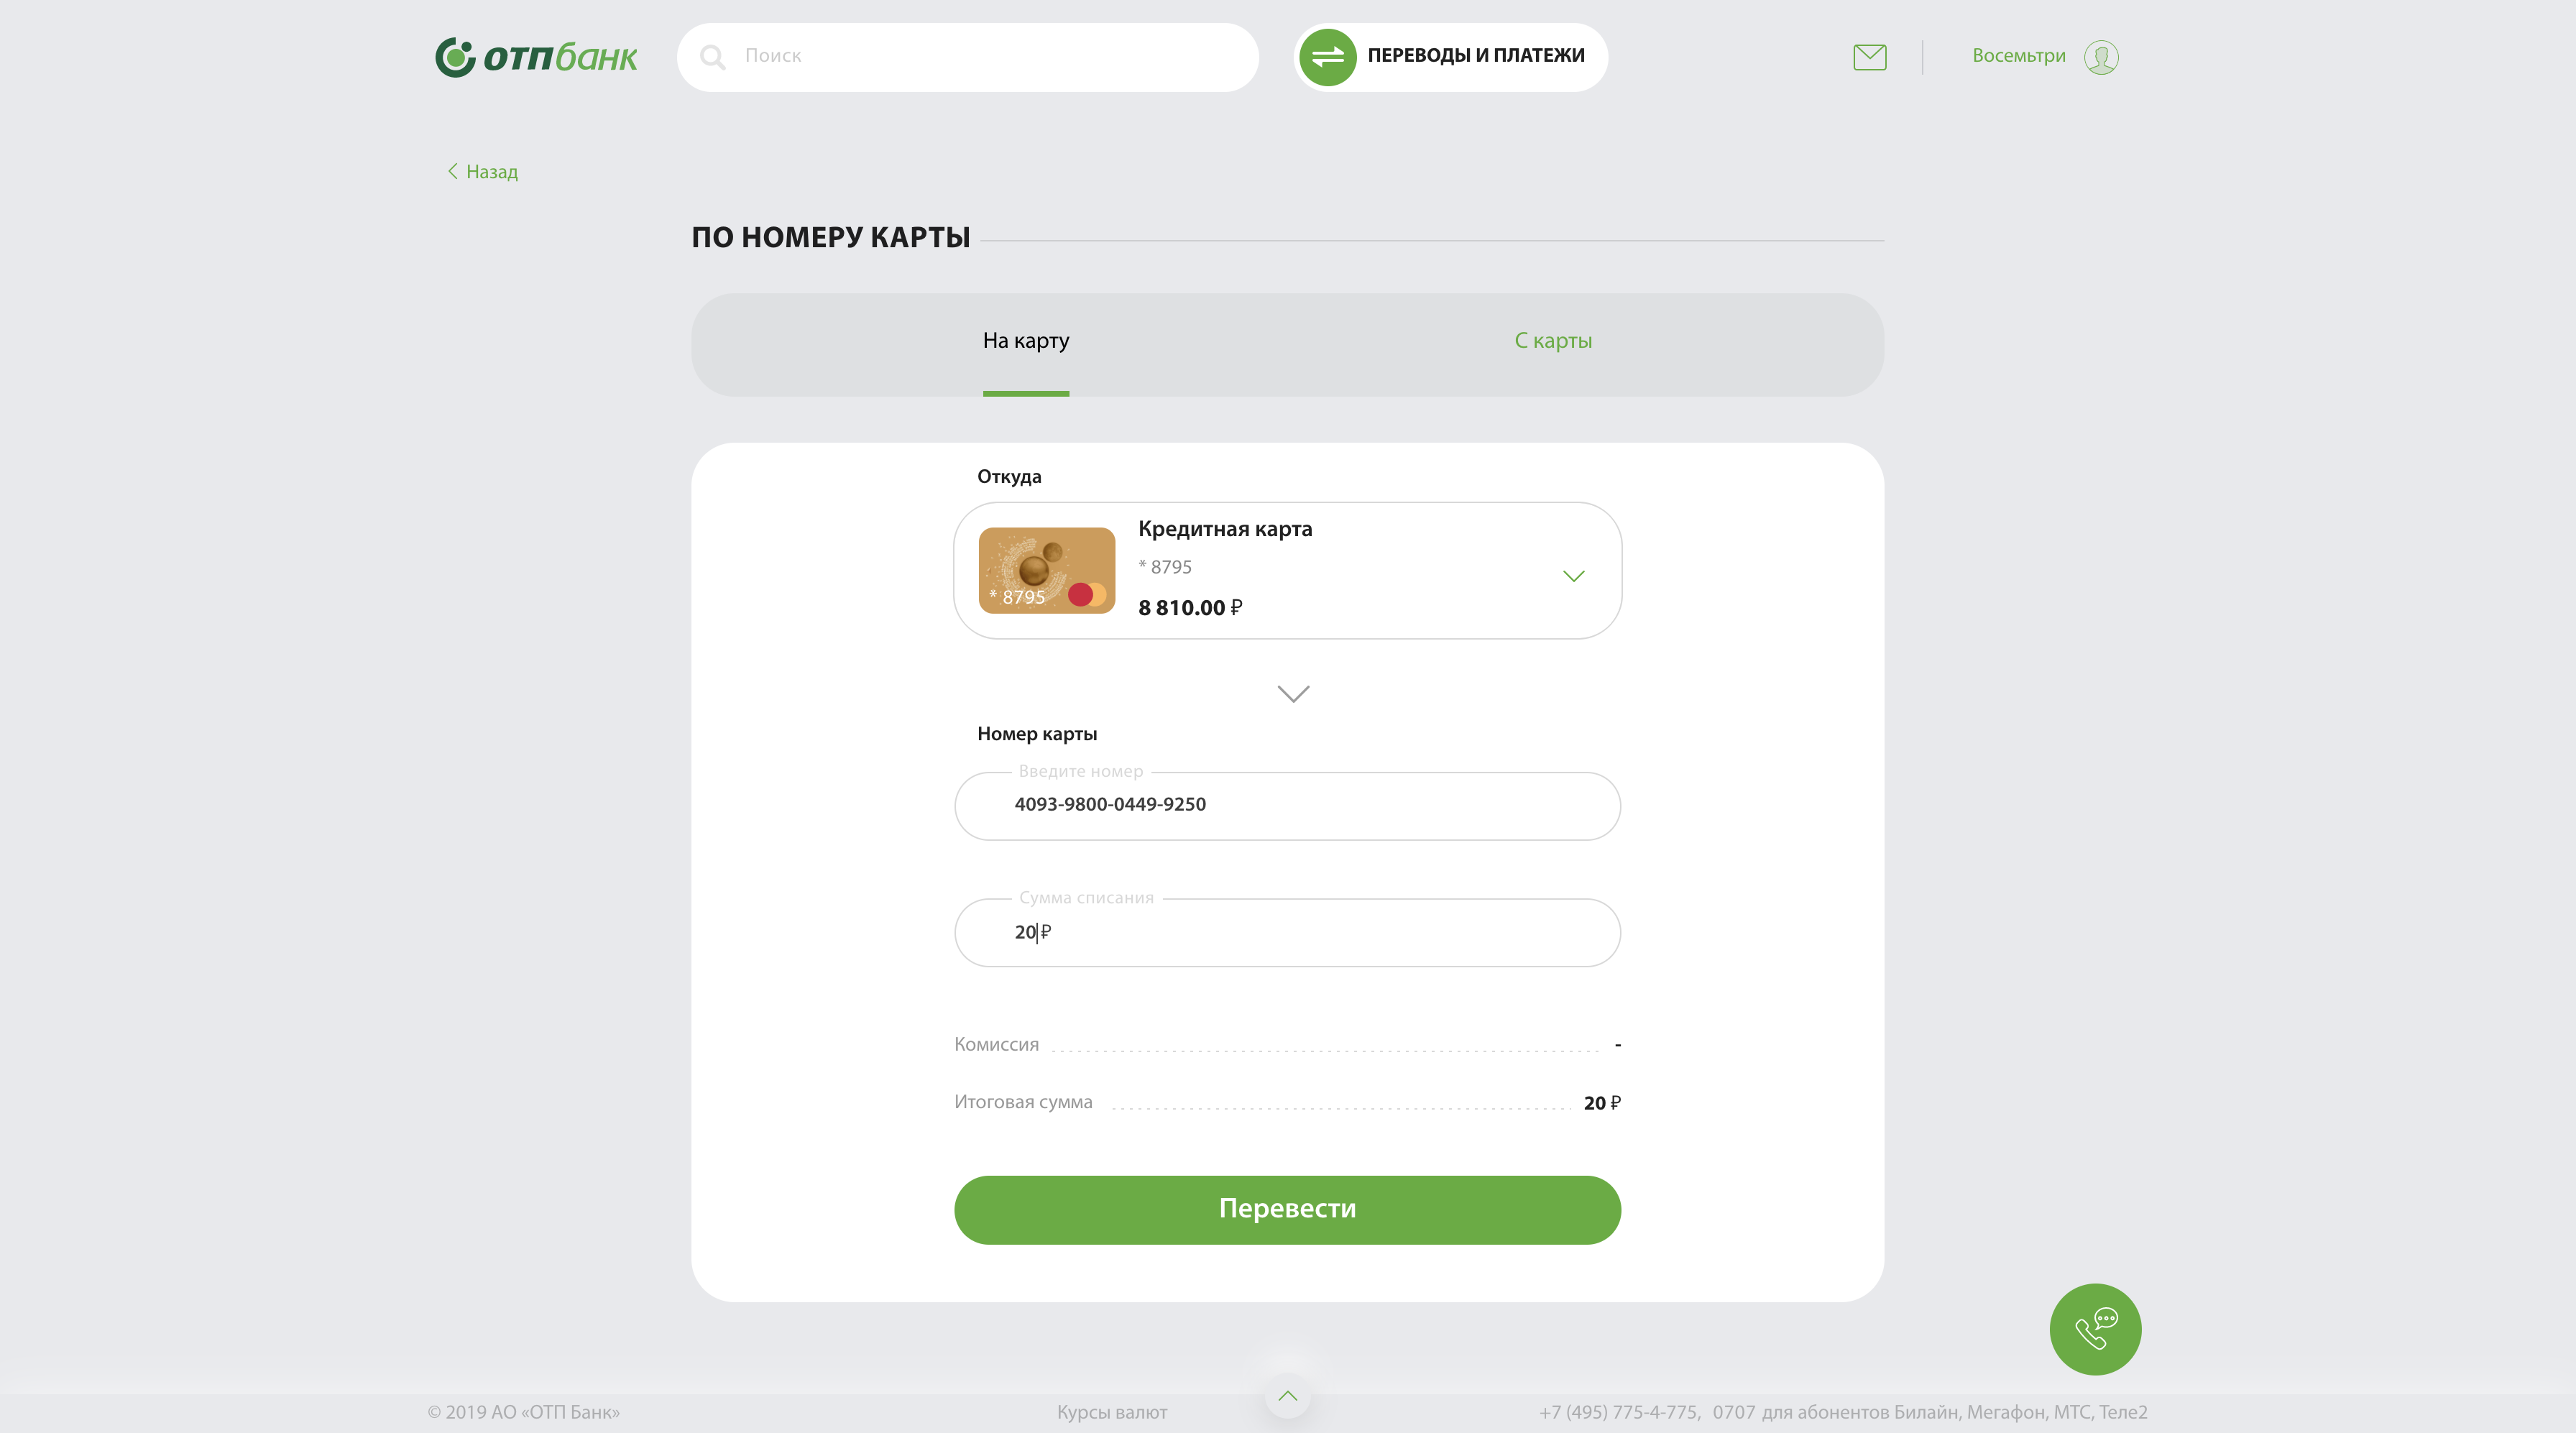 отпбанк
Поиск
ПЕРЕВОДЫ И ПЛАТЕЖИ
Восемьтри
Назад
ПО НОМЕРУ КАРТЫ
На карту
С карты
Откуда
* 8795
Кредитная карта
* 8795
8 810.00 ₽
Номер карты
Введите номер
4093-9800-0449-9250
Сумма списания
20 ₽
Комиссия -
Итоговая сумма 20 ₽
Перевести
© 2019 АО «ОТП Банк»
Курсы валют
+7 (495) 775-4-775, 0707 для абонентов Билайн, Мегафон, МТС, Теле2